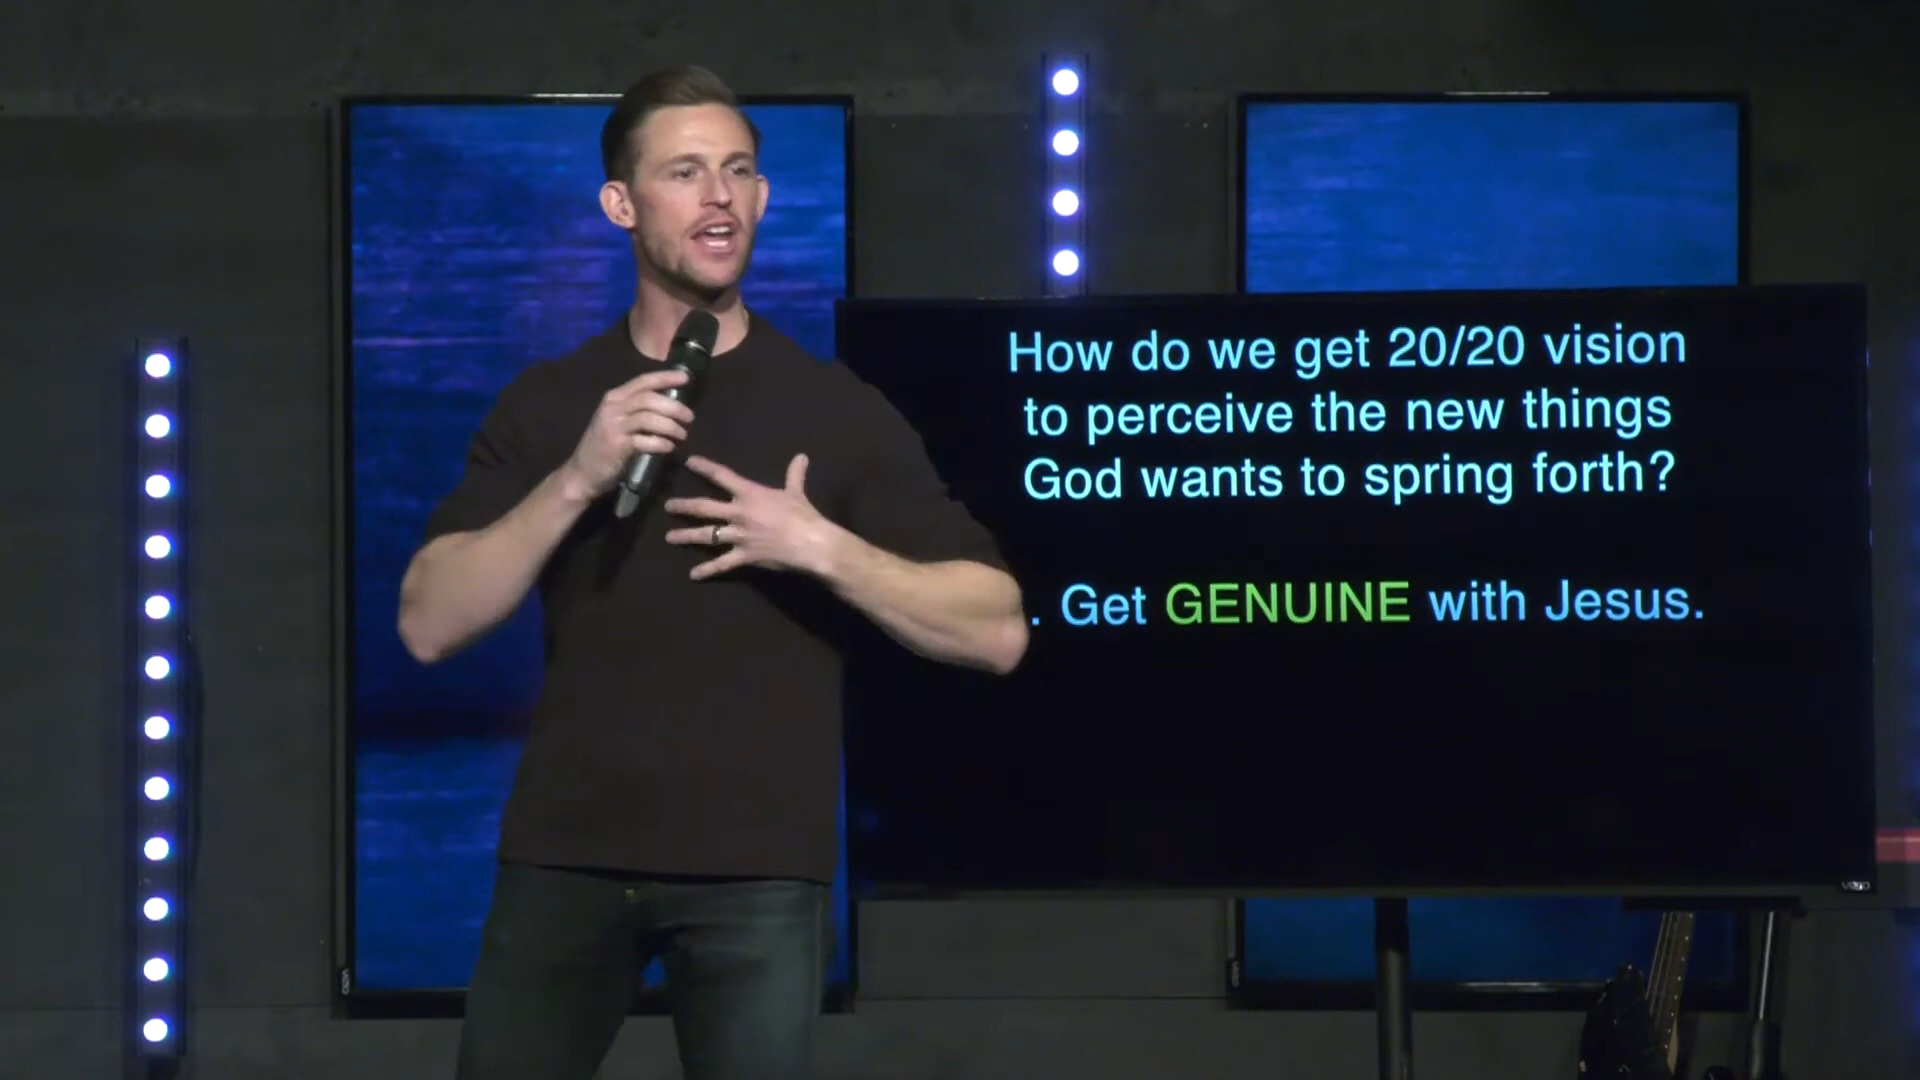 How do we get 20/20 vision
to perceive the new things
God wants to spring forth?
. Get GENUINE with Jesus.
VIZIO